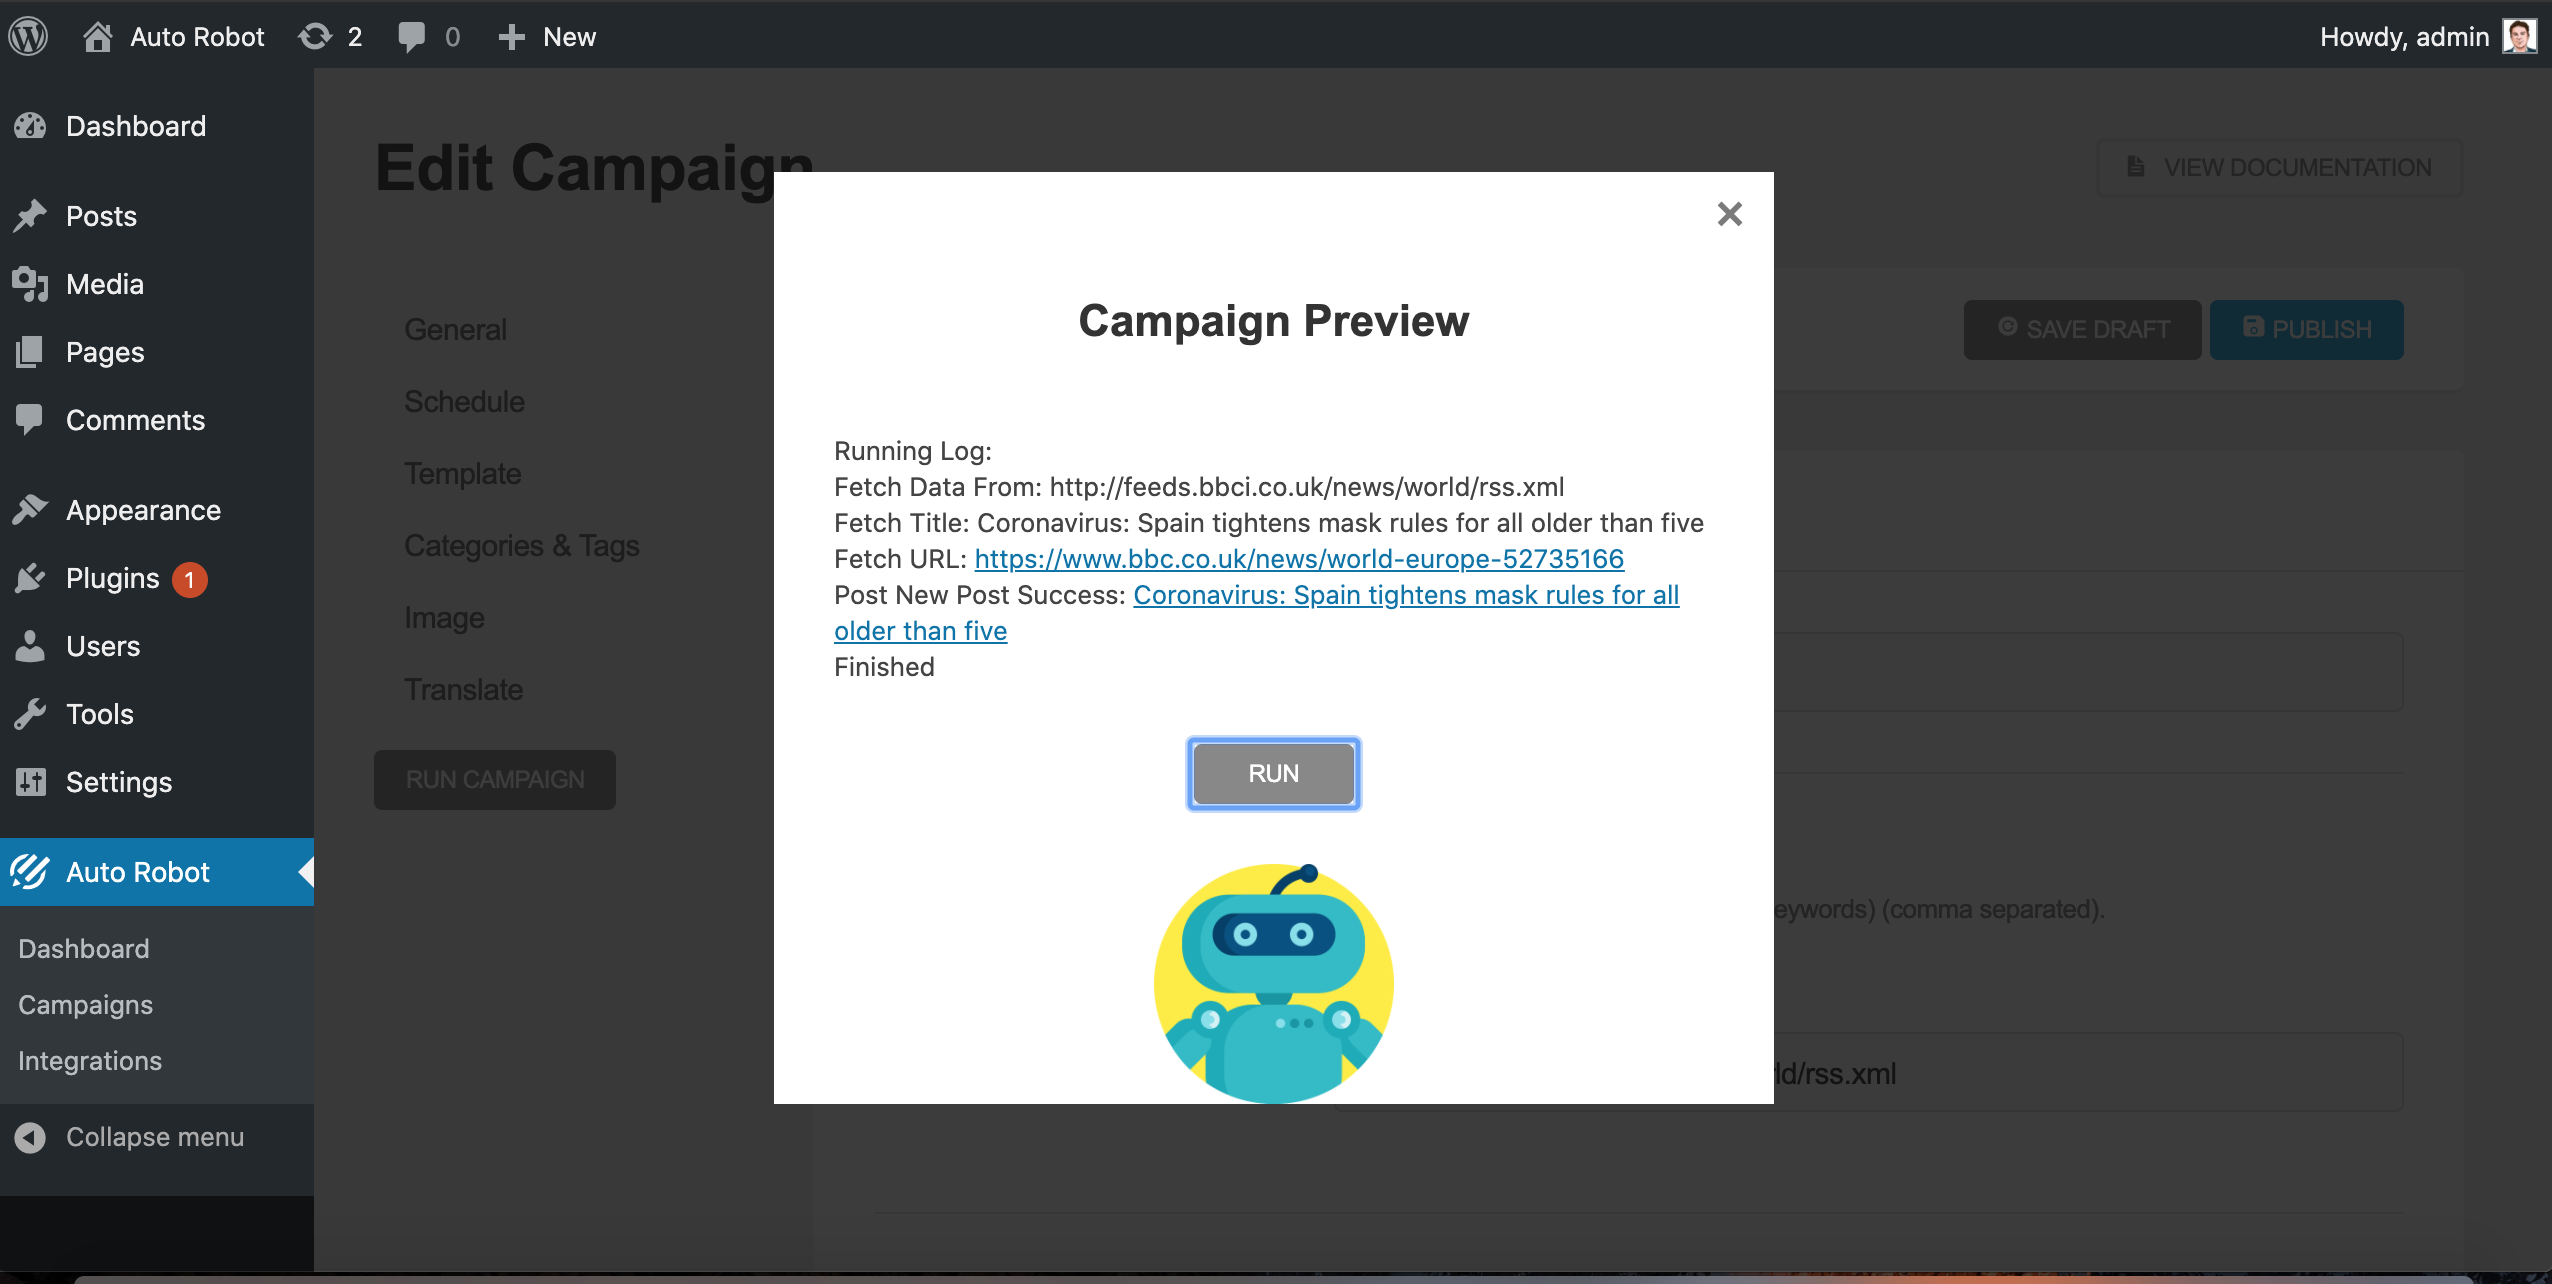 Auto Robot
2
0
New
Howdy, admin
Dashboard
Posts
Media
Pages
Comments
Appearance
Plugins 1
Users
Tools
Settings
Auto Robot
Dashboard
Campaigns
Integrations
Collapse menu
Edit Campaign
VIEW DOCUMENTATION
General
Schedule
Template
Categories & Tags
Image
Translate
RUN CAMPAIGN
SAVE DRAFT
PUBLISH
Campaign Preview
Running Log:
Fetch Data From: http://feeds.bbci.co.uk/news/world/rss.xml
Fetch Title: Coronavirus: Spain tightens mask rules for all older than five
Fetch URL: https://www.bbc.co.uk/news/world-europe-52735166
Post New Post Success: Coronavirus: Spain tightens mask rules for all
older than five
Finished
RUN
eywords) (comma separated).
ld/rss.xml